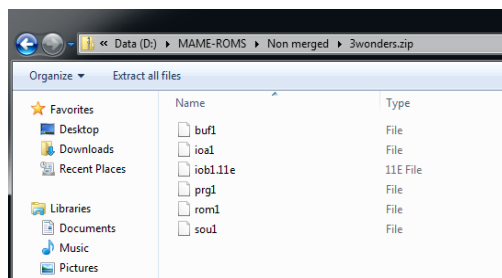 « Data (D:) ▸ MAME-ROMS ▸ Non merged ▸ 3wonders.zip
Organize ▾ Extract all files
Favorites
Desktop
Downloads
Recent Places
Libraries
Documents
Music
Pictures
Name Type
buf1 File
ioa1 File
iob1.11e 11E File
prg1 File
rom1 File
sou1 File